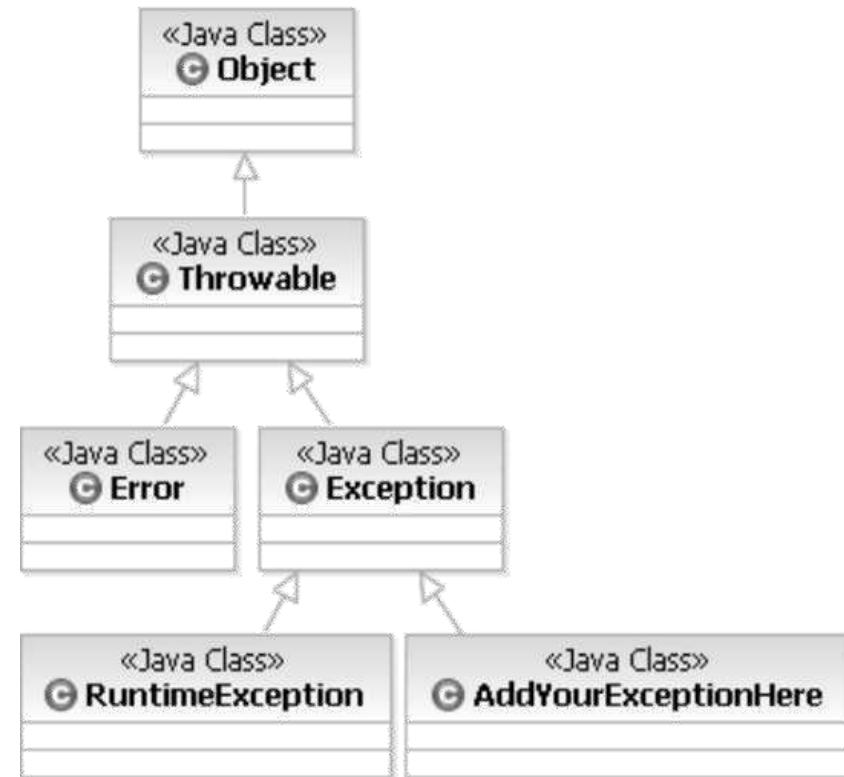 «Java Class»
C Object
«Java Class»
C Throwable
«Java Class»
C Error
«Java Class»
C Exception
«Java Class»
C RuntimeException
«Java Class»
C AddYourExceptionHere